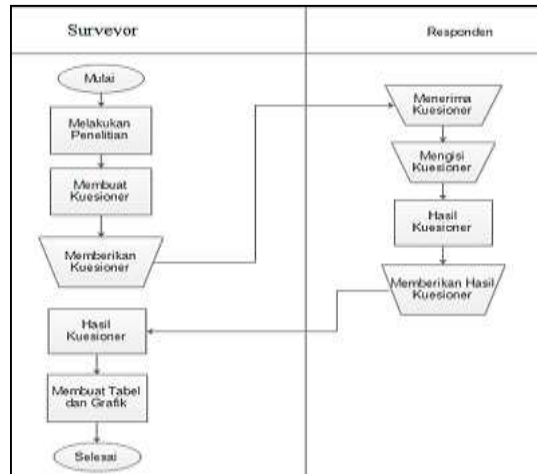 Surveyor
Responden
Mulai
Melakukan
Penelitian
Membuat
Kuesioner
Memberikan
Kuesioner
Menerima
Kuesioner
Mengisi
Kuesioner
Hasil
Kuesioner
Memberikan Hasil
Kuesioner
Hasil
Kuesioner
Membuat Tabel
dan Grafik
Selesai